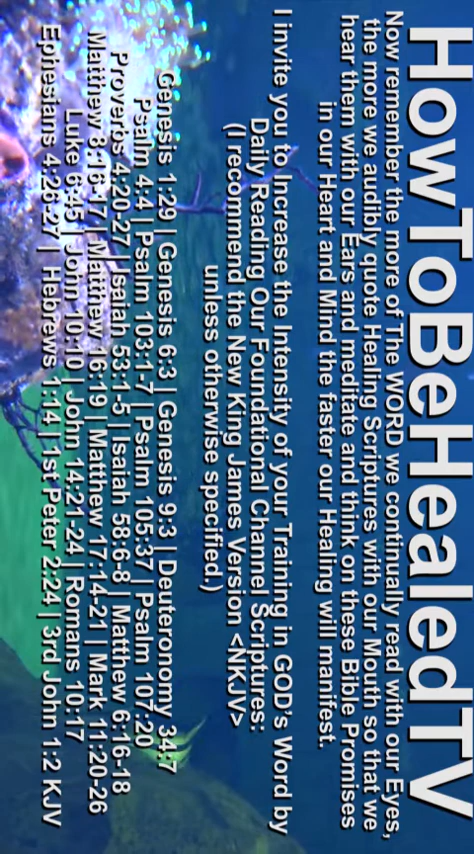 HowToBeHealedTV
Now remember the more of The WORD we continually read with our Eyes,
the more we audibly quote Healing Scriptures with our Mouth so that we
hear them with our Ears and meditate and think on these Bible Promises
in our Heart and Mind the faster our Healing will manifest.
I invite you to Increase the Intensity of your Training in GOD's Word by
Daily Reading Our Foundational Channel Scriptures:
(I recommend the New King James Version <NKJV>
unless otherwise specified.)
Genesis 1:29 | Genesis 6:3 | Genesis 9:3 | Deuteronomy 34:7
Psalm 4:4 | Psalm 103:1-7 | Psalm 105:37 | Psalm 107:20
Proverbs 4:20-27 | Isaiah 53:1-5 | Isaiah 58:6-8 | Matthew 6:16-18
Matthew 8:16-17 | Matthew 16:19 | Matthew 17:14-21 | Mark 11:20-26
Luke 6:45 | John 10:10 | John 14:21-24 | Romans 10:17
Ephesians 4:26-27 | Hebrews 1:14 | 1st Peter 2:24 | 3rd John 1:2 KJV